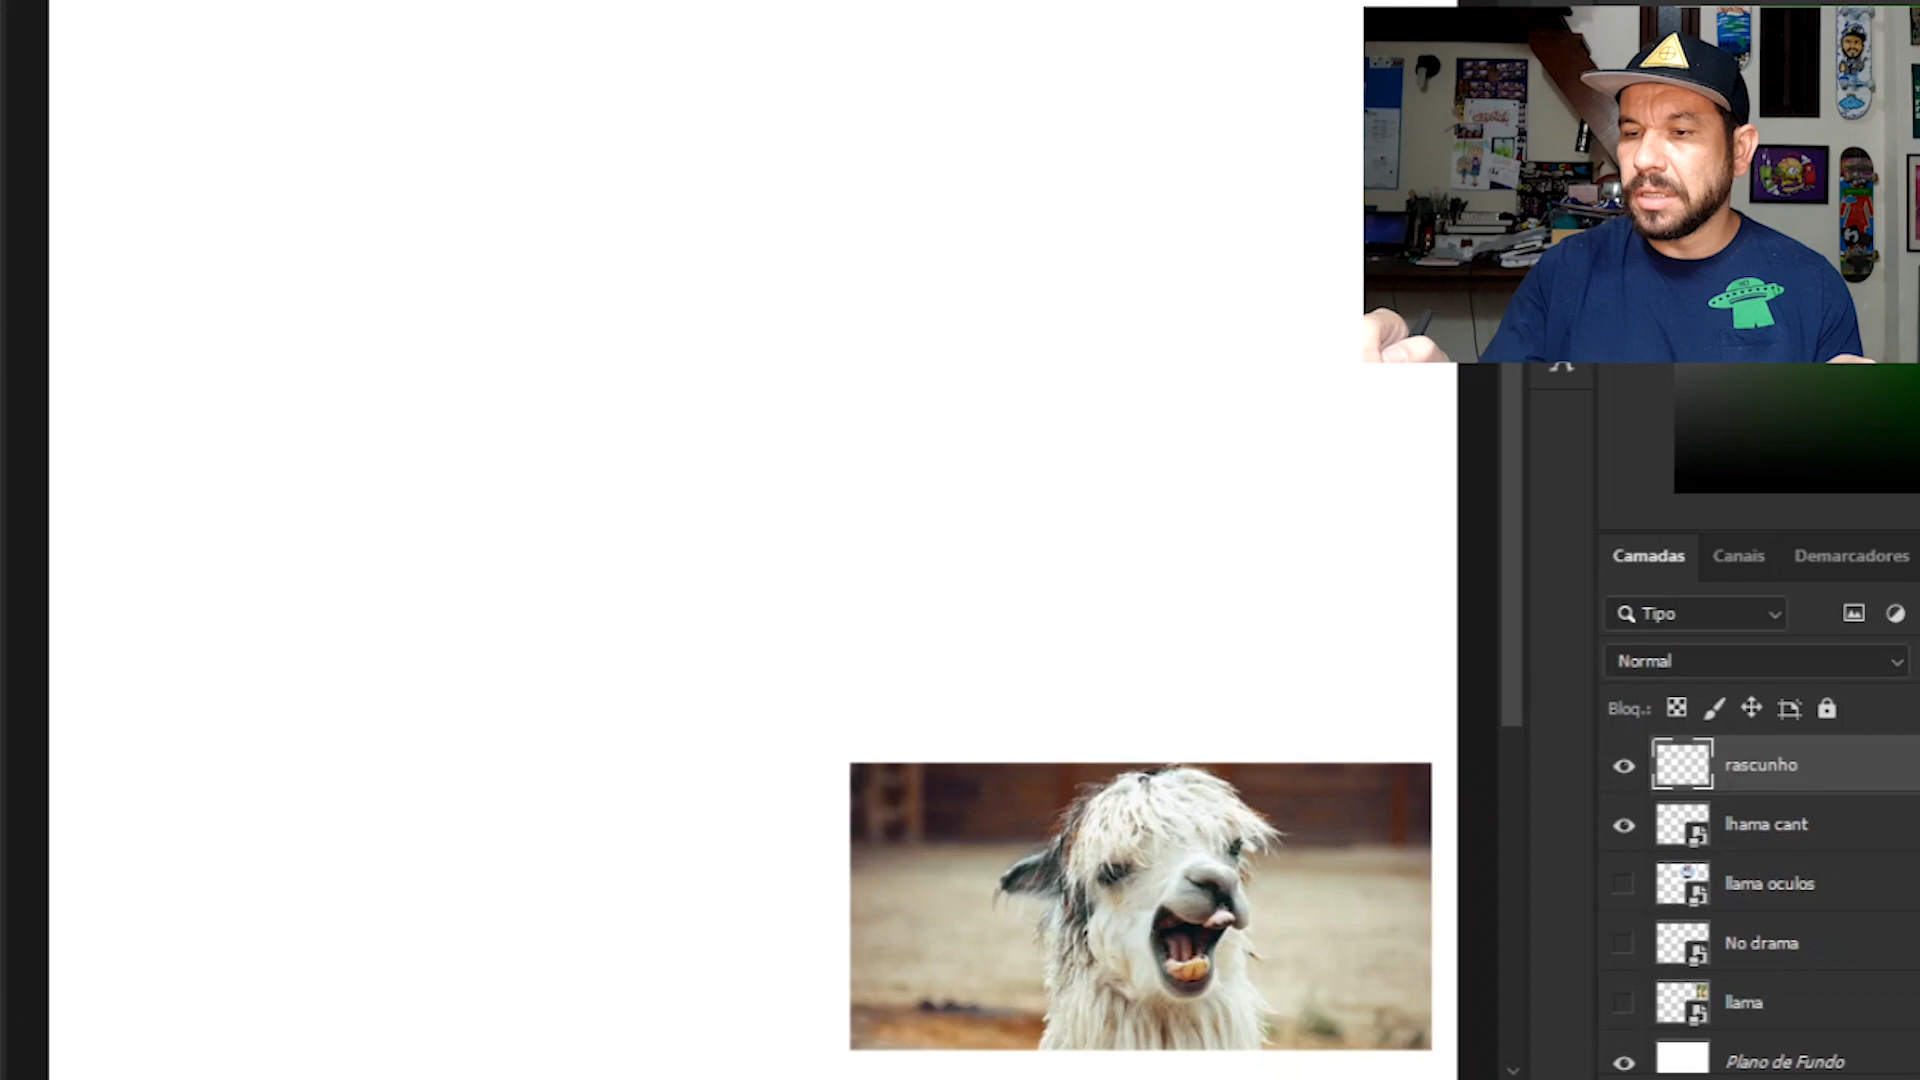 Camadas Canais Demarcadores
Tipo
Normal
Bloq.:
rascunho
lhama cant
llama oculos
No drama
llama
Plano de Fundo